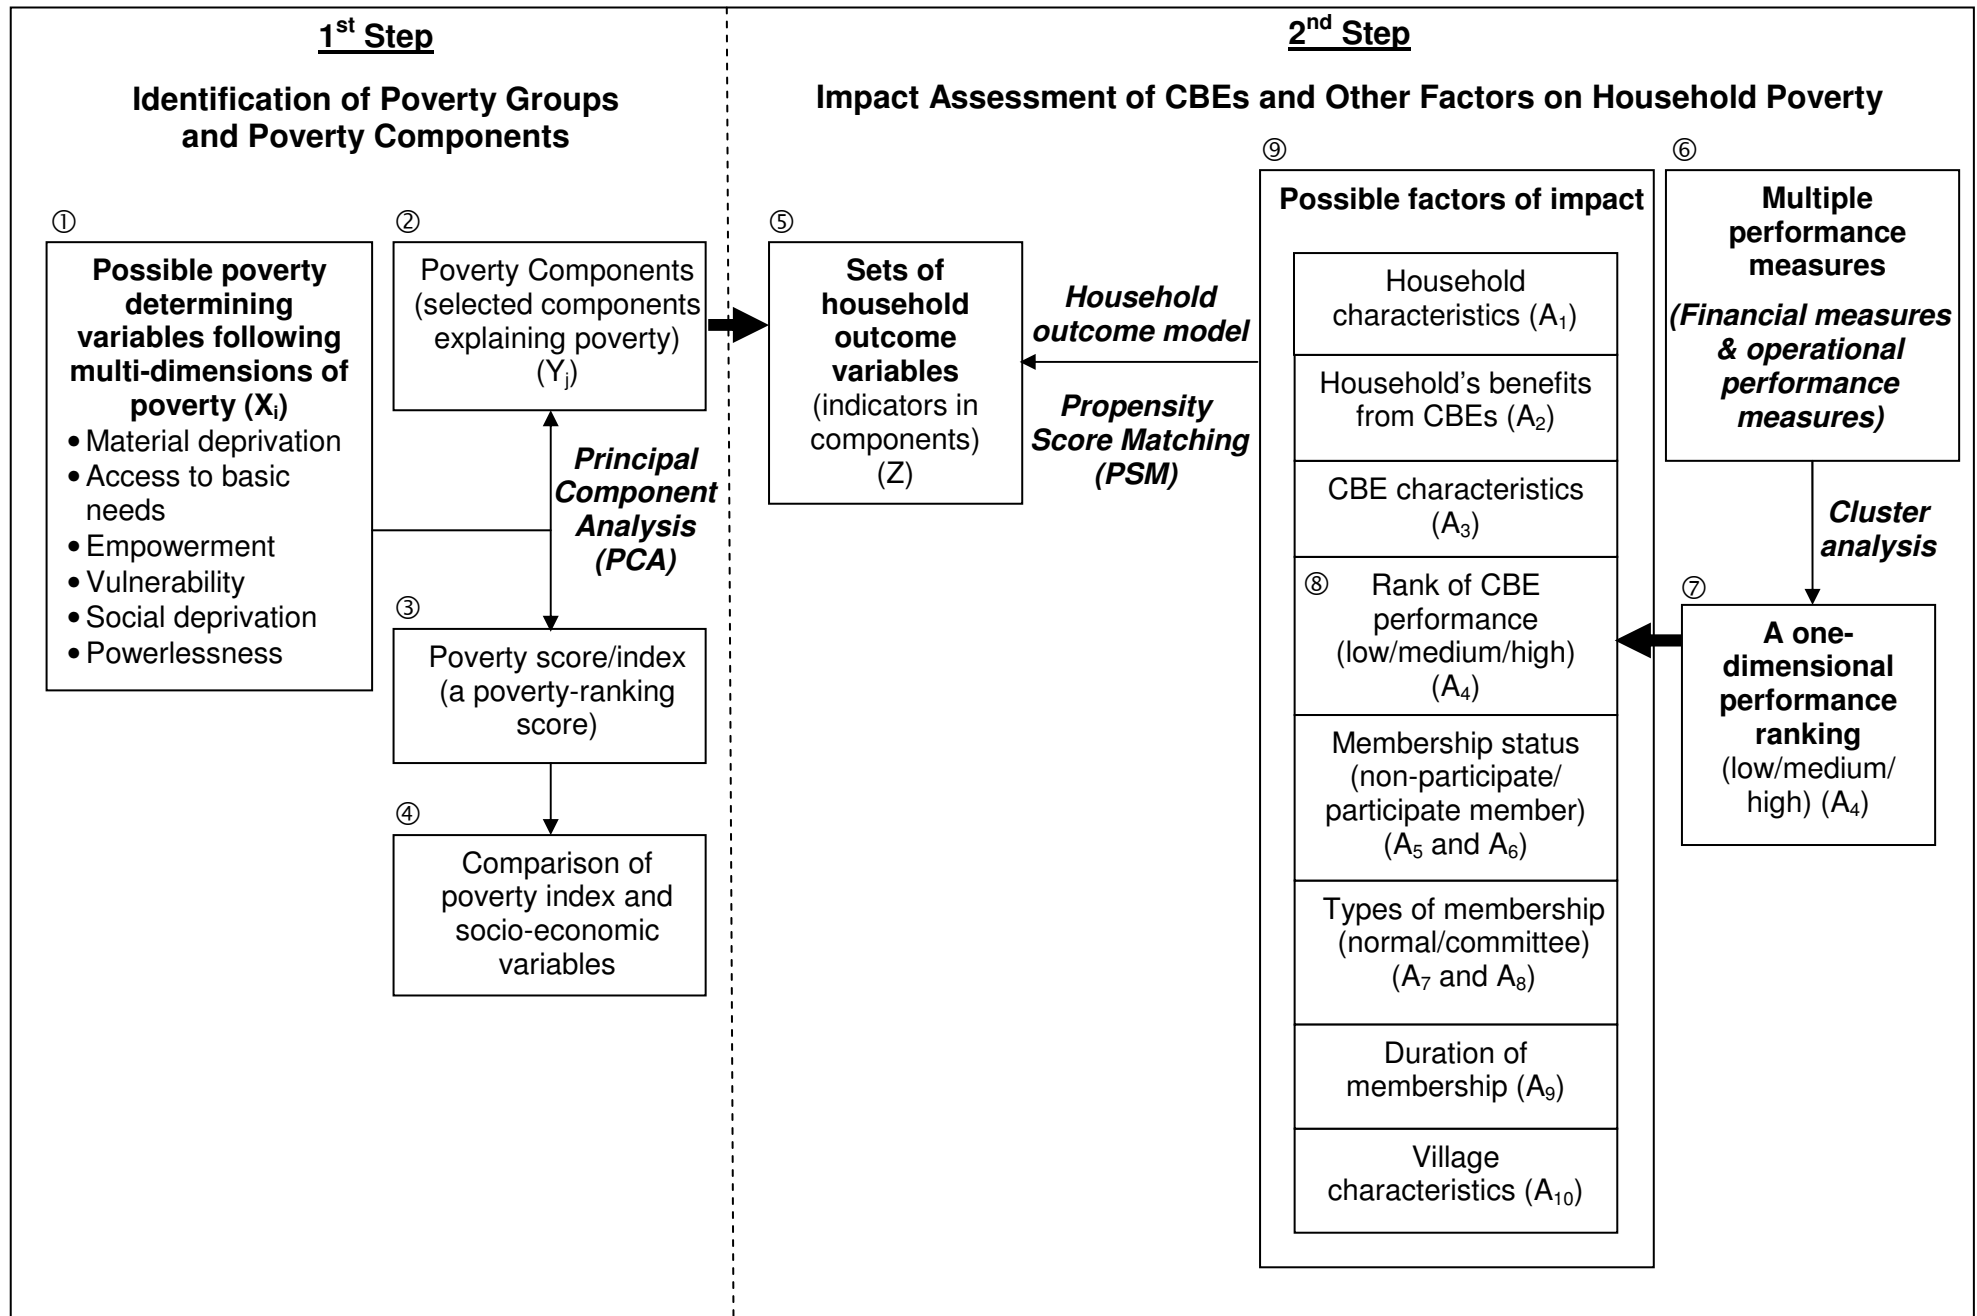 1st Step
Identification of Poverty Groups
and Poverty Components
①
Possible poverty
determining
variables following
multi-dimensions of
poverty (Xi)
• Material deprivation
• Access to basic
needs
• Empowerment
• Vulnerability
• Social deprivation
• Powerlessness
②
Poverty Components
(selected components
explaining poverty)
(Yj)
Principal
Component
Analysis
(PCA)
③
Poverty score/index
(a poverty-ranking
score)
④
Comparison of
poverty index and
socio-economic
variables
2nd Step
Impact Assessment of CBEs and Other Factors on Household Poverty
⑤
Sets of
household
outcome
variables
(indicators in
components)
(Z)
Household
outcome model
Propensity
Score Matching
(PSM)
⑨
Possible factors of impact
Household
characteristics (A1)
Household’s benefits
from CBEs (A2)
CBE characteristics
(A3)
⑧ Rank of CBE
performance
(low/medium/high)
(A4)
Membership status
(non-participate/
participate member)
(A5 and A6)
Types of membership
(normal/committee)
(A7 and A8)
Duration of
membership (A9)
Village
characteristics (A10)
⑥
Multiple
performance
measures
(Financial measures
& operational
performance
measures)
Cluster
analysis
⑦
A one-
dimensional
performance
ranking
(low/medium/
high) (A4)